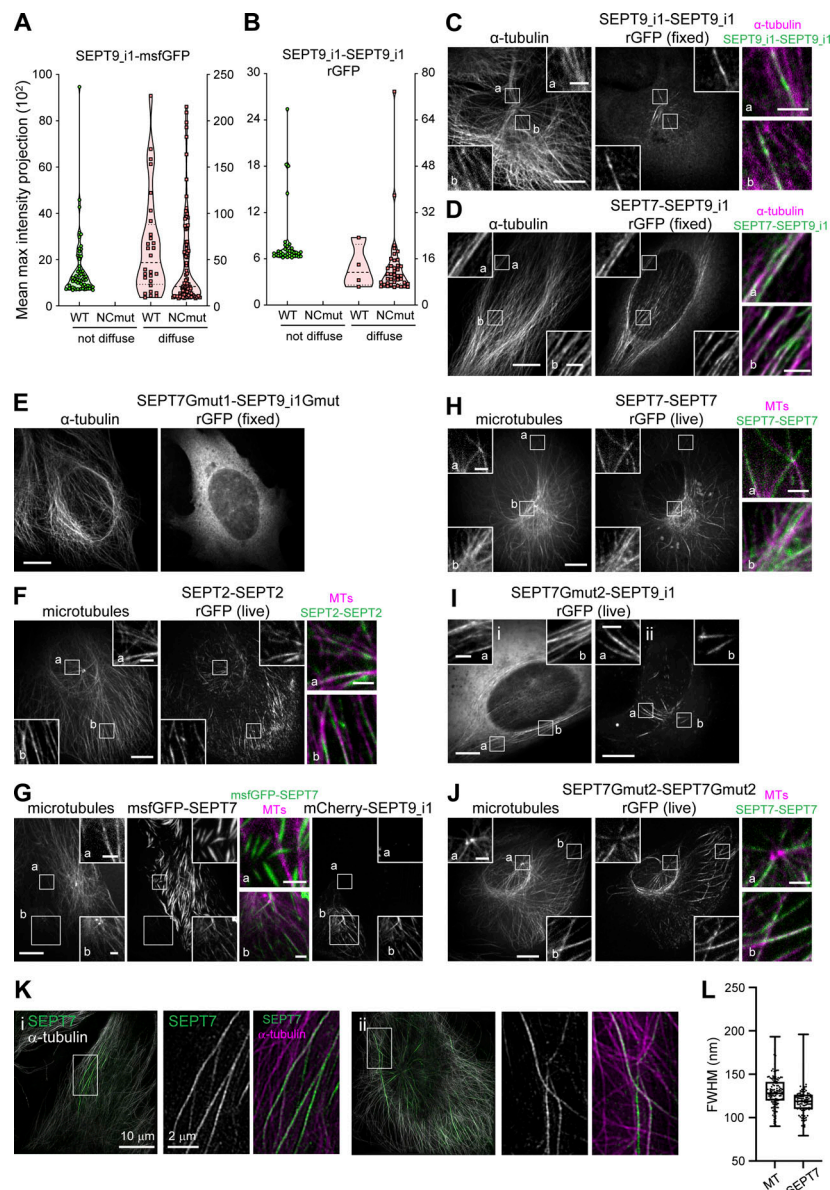 A
SEPT9_i1-msfGFP
Mean max intensity projection (10²)
100
80
60
40
20
0
250
200
150
100
50
0
WT NCmut WT NCmut
not diffuse diffuse
B
SEPT9_i1-SEPT9_i1
rGFP
30
24
18
12
6
0
80
64
48
32
16
0
WT NCmut WT NCmut
not diffuse diffuse
C
SEPT9_i1-SEPT9_i1
α-tubulin rGFP (fixed)
α-tubulin
SEPT9_i1-SEPT9_i1
a
b
b
a
b
D
SEPT7-SEPT9_i1
α-tubulin rGFP (fixed)
α-tubulin
SEPT7-SEPT9_i1
a
a
b
b
b
a
b
E
SEPT7Gmut1-SEPT9_i1Gmut
α-tubulin rGFP (fixed)
F
SEPT2-SEPT2
microtubules rGFP (live)
MTs
SEPT2-SEPT2
a
a
b
b
a
b
a
b
G
microtubules msfGFP-SEPT7
msfGFP-SEPT7
MTs
mCherry-SEPT9_i1
a
a
b
b
a
b
a
b
a
b
a
b
H
SEPT7-SEPT7
microtubules rGFP (live)
MTs
SEPT7-SEPT7
a
a
b
b
a
b
a
b
I
SEPT7Gmut2-SEPT9_i1
rGFP (live)
i
a
b
a
b
ii
a
b
a
b
J
SEPT7Gmut2-SEPT7Gmut2
microtubules rGFP (live)
MTs
SEPT7-SEPT7
a
b
a
b
a
b
a
b
K
i SEPT7
α-tubulin
10 μm
SEPT7
2 μm
SEPT7
α-tubulin
ii
L
FWHM (nm)
250
200
150
100
50
MT
SEPT7